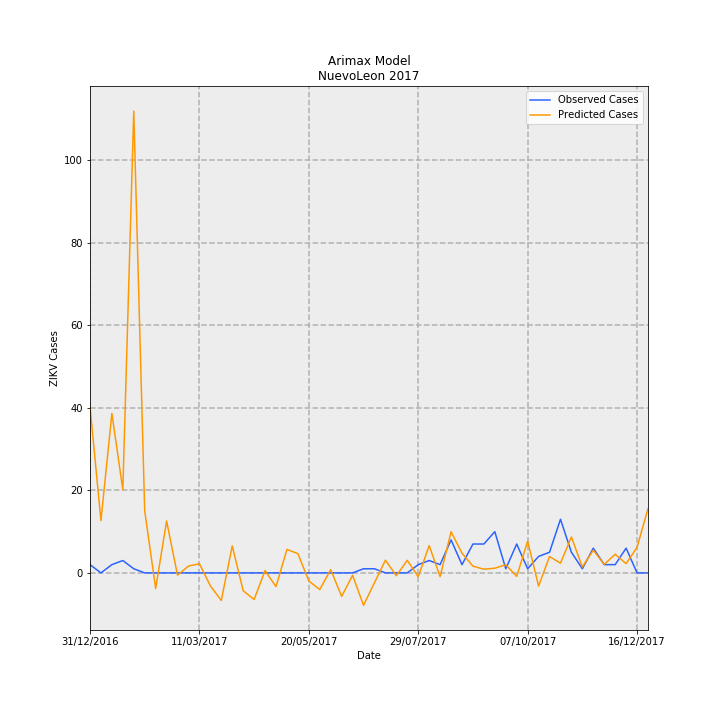 Arimax Model
NuevoLeon 2017
Observed Cases
Predicted Cases
100
80
60
40
20
0
ZIKV Cases
31/12/2016
11/03/2017
20/05/2017
29/07/2017
07/10/2017
16/12/2017
Date